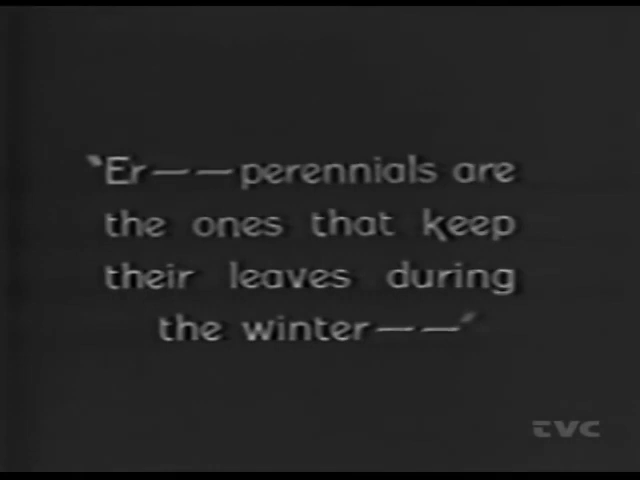 "Er——perennials are
the ones that keep
their leaves during
the winter——"
TVC